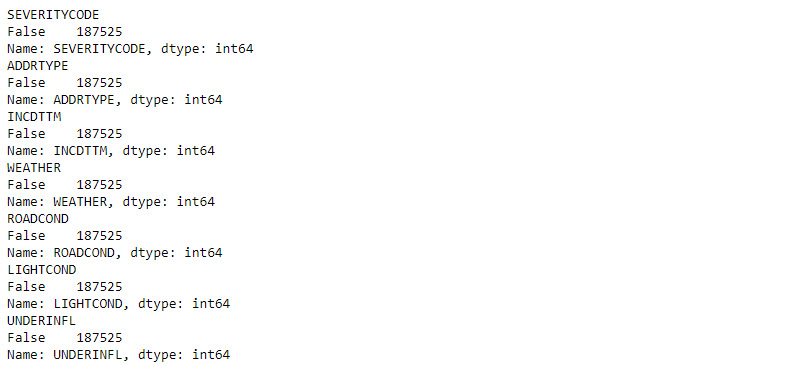 SEVERITYCODE
False    187525
Name: SEVERITYCODE, dtype: int64
ADDRTYPE
False    187525
Name: ADDRTYPE, dtype: int64
INCDTTM
False    187525
Name: INCDTTM, dtype: int64
WEATHER
False    187525
Name: WEATHER, dtype: int64
ROADCOND
False    187525
Name: ROADCOND, dtype: int64
LIGHTCOND
False    187525
Name: LIGHTCOND, dtype: int64
UNDERINFL
False    187525
Name: UNDERINFL, dtype: int64